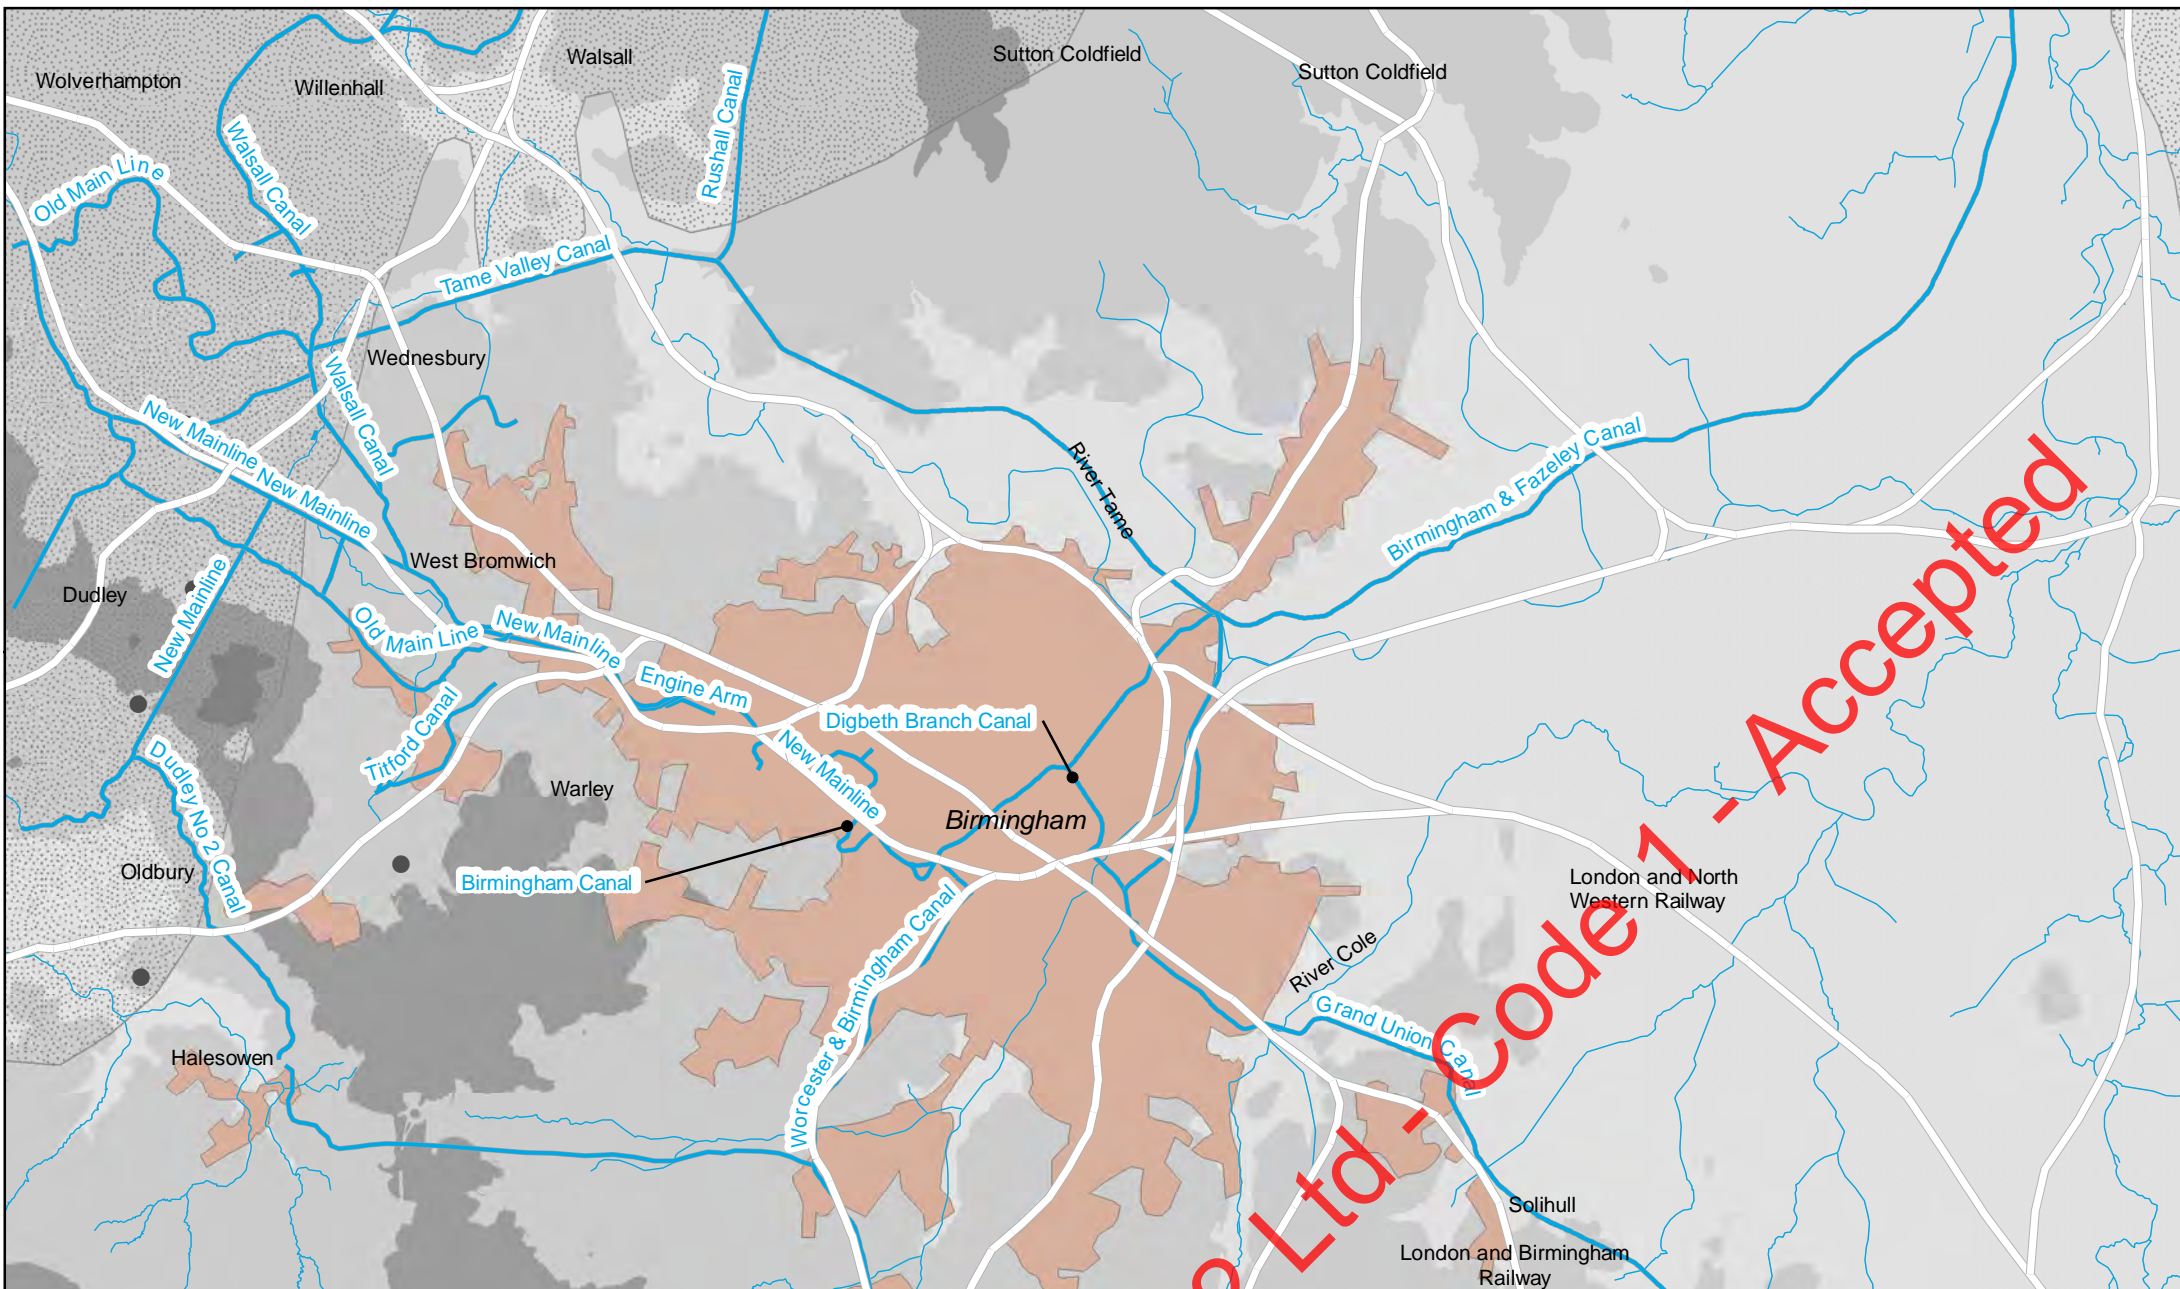 Sutton Coldfield
Walsall
Sutton Coldfield
Wolverhampton
Willenhall
Rushall Canal
Walsall Canal
Old Main Line
Tame Valley Canal
Wednesbury
Walsall Canal
New Mainline
New Mainline
River Tame
Birmingham & Fazeley Canal
West Bromwich
Dudley
New Mainline
Old Main Line
New Mainline
Engine Arm
Digbeth Branch Canal
Titford Canal
New Mainline
Dudley No 2 Canal
Warley
Birmingham
Oldbury
Birmingham Canal
London and North
Western Railway
Worcester & Birmingham Canal
River Cole
Grand Union Canal
Halesowen
Solihull
London and Birmingham
Railway
Ltd - Code 1 - Accepted